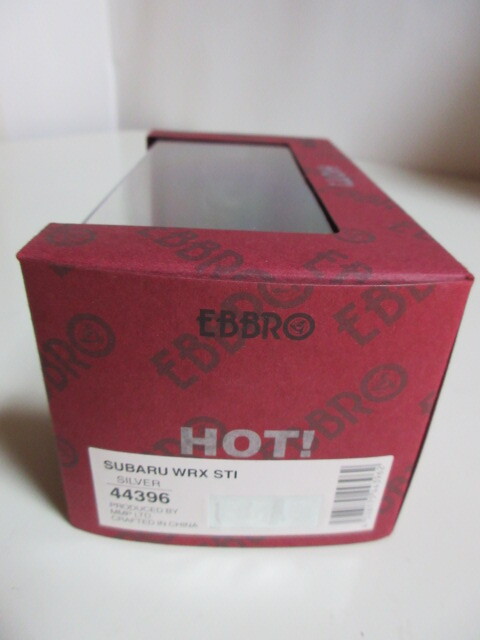 EBBRO
HOT!
SUBARU WRX STI
SILVER
44396
PRODUCED BY
MMP LTD
CRAFTED IN CHINA